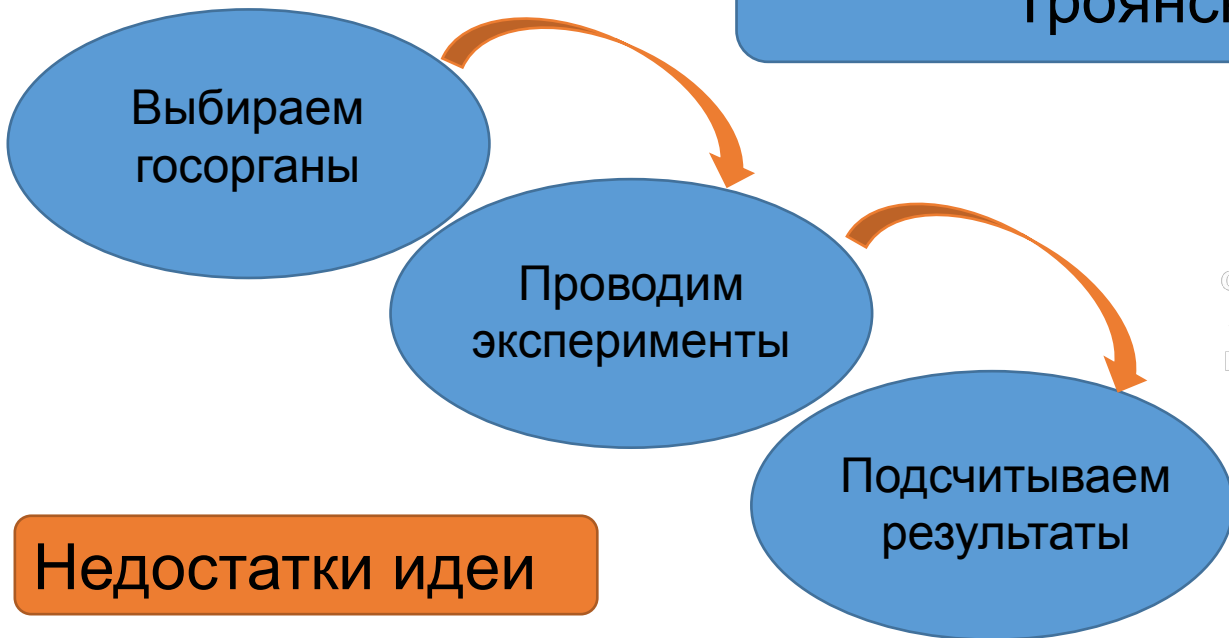 Выбираем
госорганы
Проводим
эксперименты
Подсчитываем
результаты
Недостатки идеи